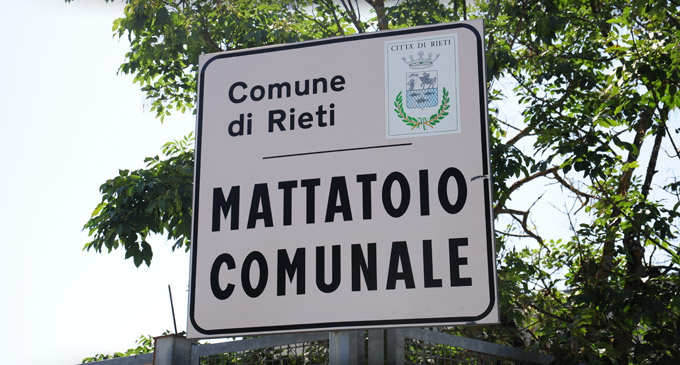 Comune
di Rieti
CITTÀ DI RIETI
MATTATOIO
COMUNALE